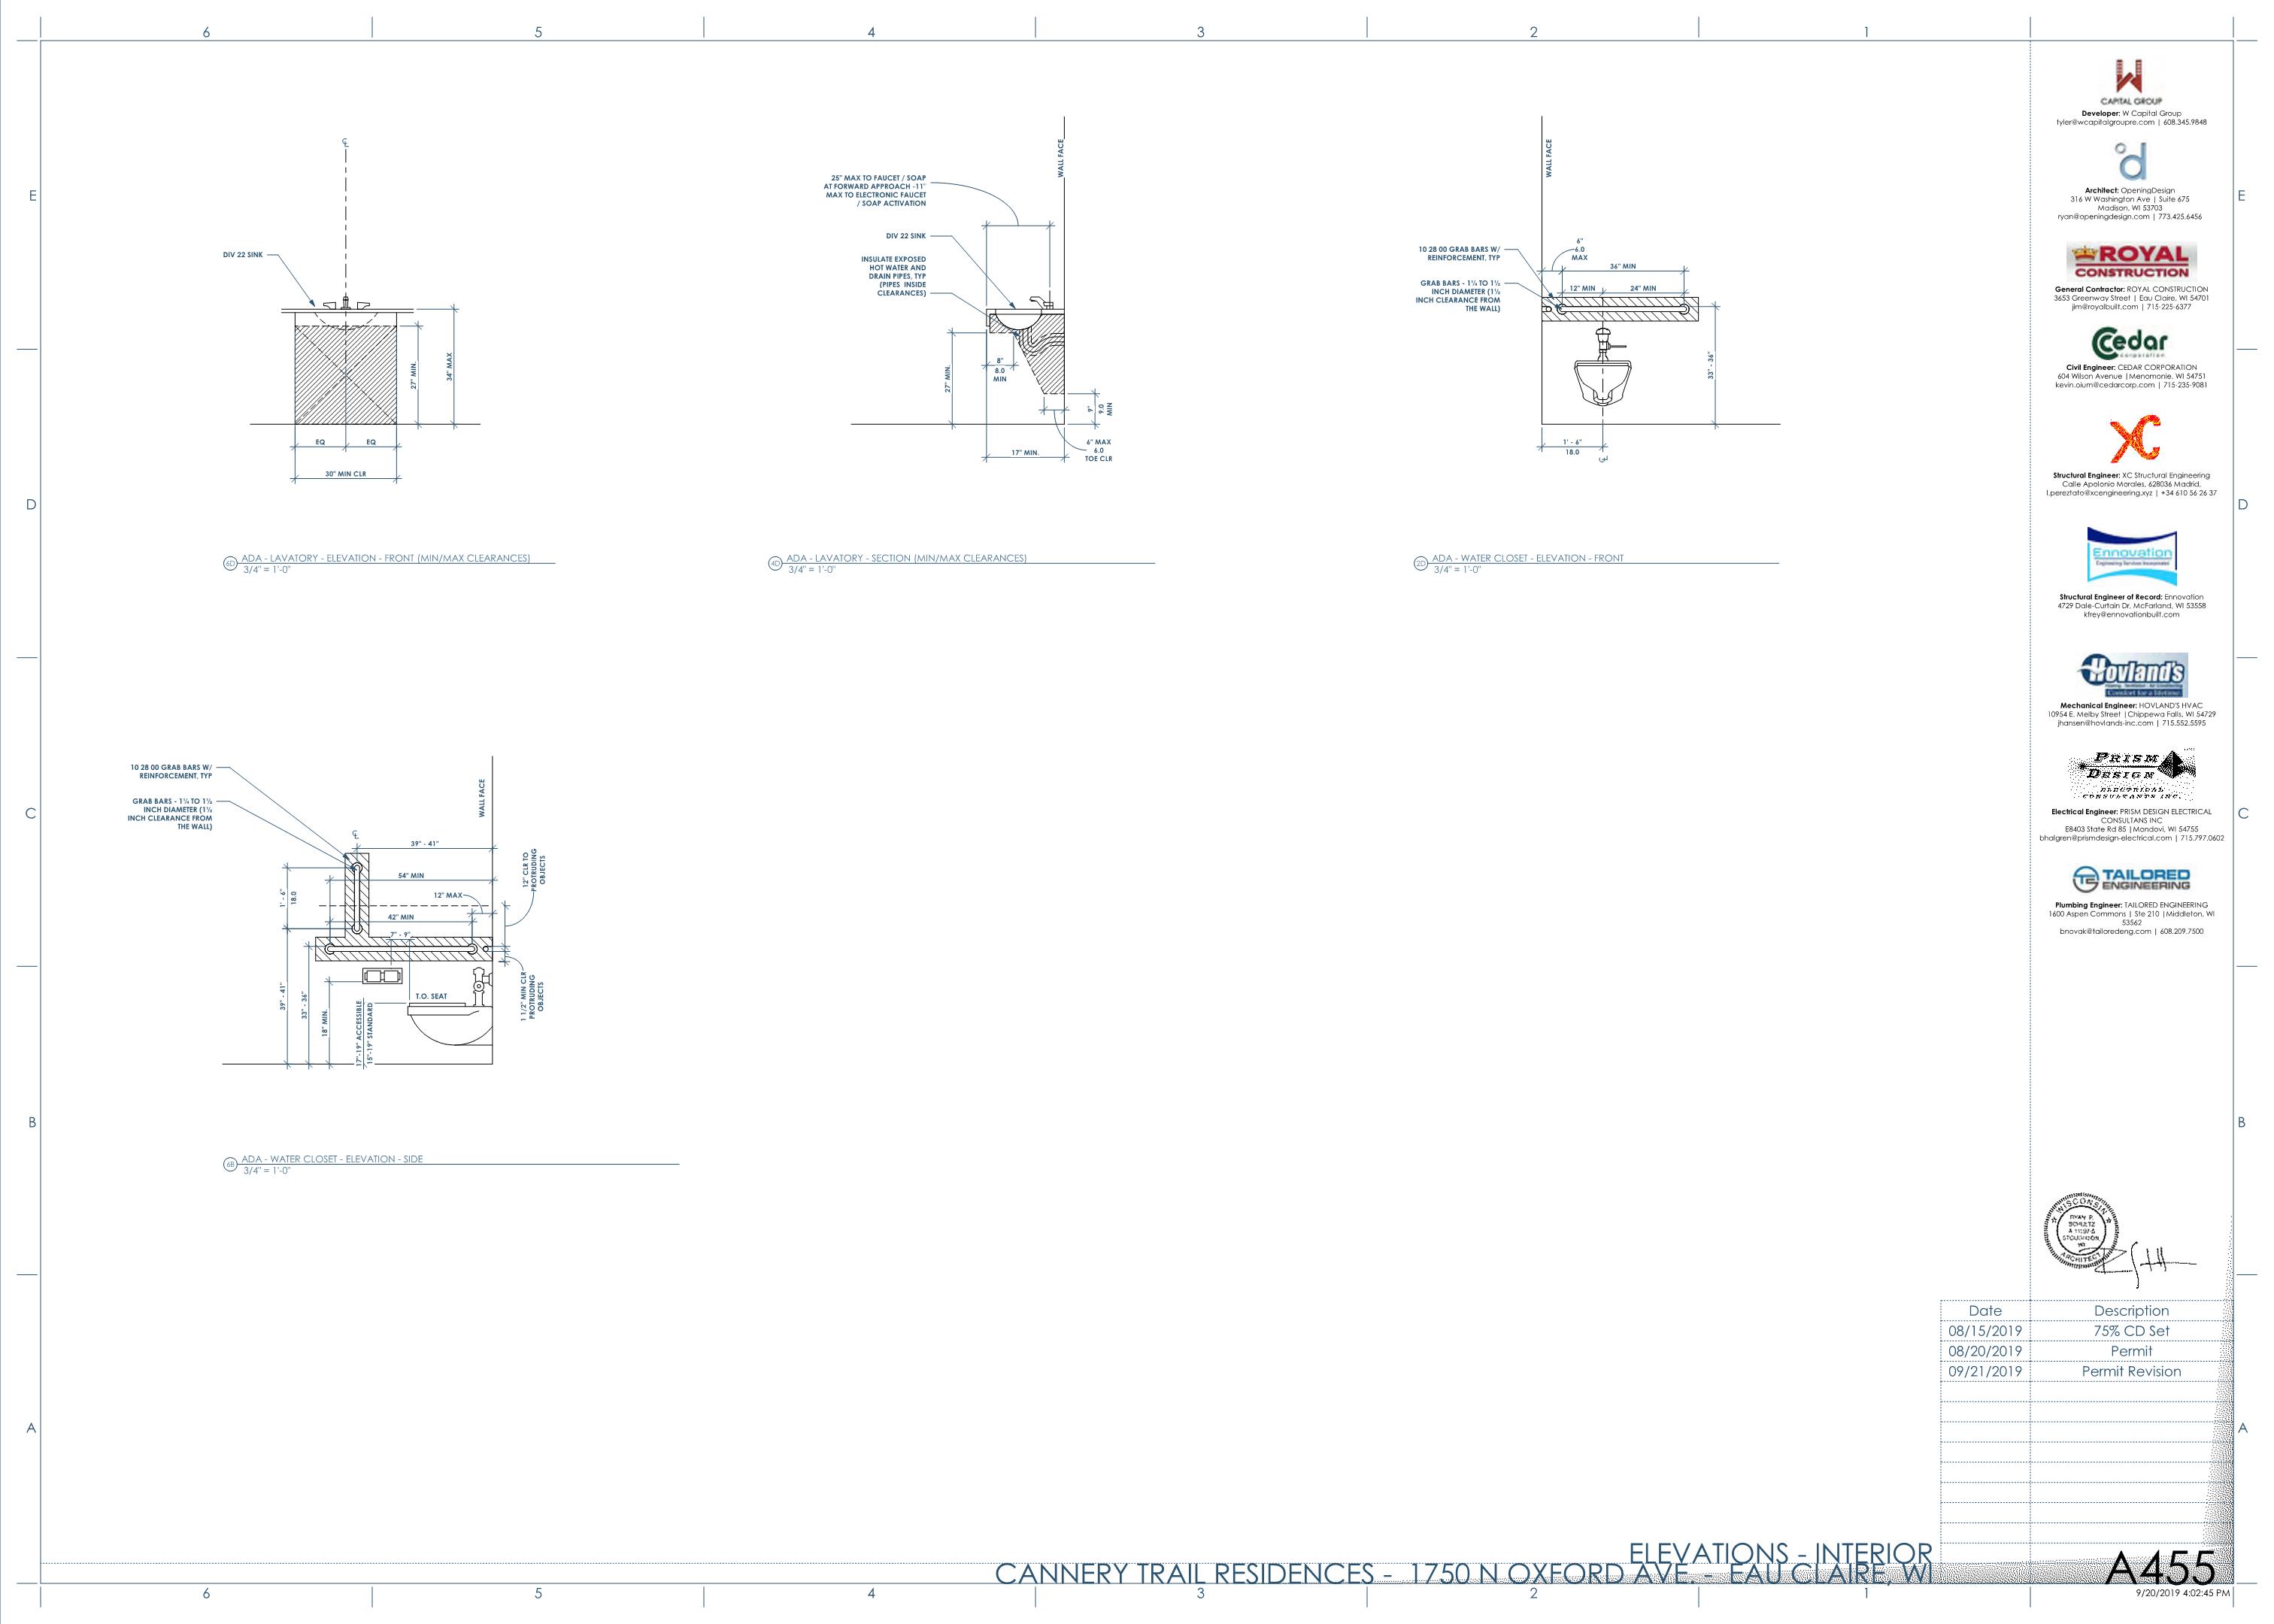 6 5 4 3 2 1
E
D
C
B
A
℄
DIV 22 SINK
27" MIN.
34" MAX
EQ EQ
30" MIN CLR
6D ADA - LAVATORY - ELEVATION - FRONT (MIN/MAX CLEARANCES)
3/4" = 1'-0"
WALL FACE
25" MAX TO FAUCET / SOAP
AT FORWARD APPROACH -11"
MAX TO ELECTRONIC FAUCET
/ SOAP ACTIVATION
DIV 22 SINK
INSULATE EXPOSED
HOT WATER AND
DRAIN PIPES, TYP
(PIPES INSIDE
CLEARANCES)
27" MIN.
8"
8.0
MIN
9"
9.0
MIN
6" MAX
6.0
TOE CLR
17" MIN.
4D ADA - LAVATORY - SECTION (MIN/MAX CLEARANCES)
3/4" = 1'-0"
WALL FACE
10 28 00 GRAB BARS W/
REINFORCEMENT, TYP
GRAB BARS - 1¼ TO 1½
INCH DIAMETER (1½
INCH CLEARANCE FROM
THE WALL)
6"
6.0
MAX
36" MIN
12" MIN 24" MIN
33" - 36"
1' - 6"
18.0
℄
2D ADA - WATER CLOSET - ELEVATION - FRONT
3/4" = 1'-0"
10 28 00 GRAB BARS W/
REINFORCEMENT, TYP
GRAB BARS - 1¼ TO 1½
INCH DIAMETER (1½
INCH CLEARANCE FROM
THE WALL)
WALL FACE
℄
39" - 41"
54" MIN
12" MAX
42" MIN
7" - 9"
1' - 6"
18.0
12" CLR TO
PROTRUDING
OBJECTS
1 1/2" MIN CLR
PROTRUDING
OBJECTS
39" - 41"
33" - 36"
18" MIN.
17"-19" ACCESSIBLE
15"-19" STANDARD
T.O. SEAT
6B ADA - WATER CLOSET - ELEVATION - SIDE
3/4" = 1'-0"
W
CAPITAL GROUP
Developer: W Capital Group
tyler@wcapitalgroupre.com | 608.345.9848
Architect: OpeningDesign
316 W Washington Ave | Suite 675
Madison, WI 53703
ryan@openingdesign.com | 773.425.6456
ROYAL
CONSTRUCTION
General Contractor: ROYAL CONSTRUCTION
3653 Greenway Street | Eau Claire, WI 54701
jim@royalbuilt.com | 715-225-6377
Cedar
corporation
Civil Engineer: CEDAR CORPORATION
604 Wilson Avenue |Menomonie, WI 54751
kevin.oium@cedarcorp.com | 715-235-9081
XC
Structural Engineer: XC Structural Engineering
Calle Apolonio Morales, 628036 Madrid,
l.pereztato@xcengineering.xyz | +34 610 56 26 37
Ennovation
Engineering Services Incorporated
Structural Engineer of Record: Ennovation
4729 Dale-Curtain Dr, McFarland, WI 53558
kfrey@ennovationbuilt.com
Hovland's
Comfort for a lifetime
Mechanical Engineer: HOVLAND'S HVAC
10954 E. Melby Street |Chippewa Falls, WI 54729
jhansen@hovlands-inc.com | 715.552.5595
PRISM
DESIGN
ELECTRICAL
CONSULTANTS INC.
Electrical Engineer: PRISM DESIGN ELECTRICAL
CONSULTANS INC
E8403 State Rd 85 |Mondovi, WI 54755
bhalgren@prismdesign-electrical.com | 715.797.0602
TE TAILORED
ENGINEERING
Plumbing Engineer: TAILORED ENGINEERING
1600 Aspen Commons | Ste 210 |Middleton, WI
53562
bnovak@tailoredeng.com | 608.209.7500
WISCONSIN
RYAN P.
SCHULTZ
STOUGHTON,
WI
ARCHITECT
Date Description
08/15/2019 75% CD Set
08/20/2019 Permit
09/21/2019 Permit Revision
ELEVATIONS - INTERIOR
CANNERY TRAIL RESIDENCES - 1750 N OXFORD AVE. - EAU CLAIRE, WI
A455
9/20/2019 4:02:45 PM
E
D
C
B
A
6 5 4 3 2 1